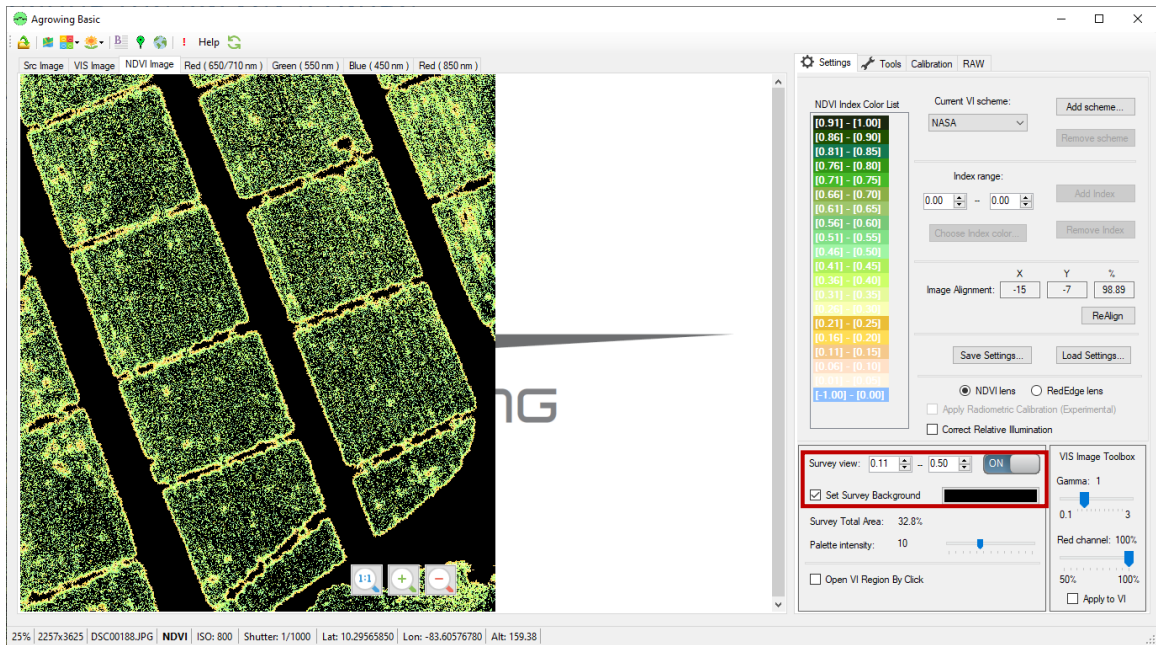 Agrowing Basic
Help
Src Image VIS Image NDVI Image Red ( 650/710 nm ) Green ( 550 nm ) Blue ( 450 nm ) Red ( 850 nm )
Settings Tools Calibration RAW
NDVI Index Color List
[0.91] - [1.00]
[0.86] - [0.90]
[0.81] - [0.85]
[0.76] - [0.80]
[0.71] - [0.75]
[0.66] - [0.70]
[0.61] - [0.65]
[0.56] - [0.60]
[0.51] - [0.55]
[0.46] - [0.50]
[0.41] - [0.45]
[0.36] - [0.40]
[0.31] - [0.35]
[0.21] - [0.25]
[0.16] - [0.20]
[0.11] - [0.15]
[0.06] - [0.10]
[-1.00] - [0.00]
Current VI scheme:
NASA
Add scheme...
Remove scheme
Index range:
0.00 -- 0.00
Add Index
Choose Index color...
Remove Index
X Y %
Image Alignment: -15 -7 98.89
ReAlign
Save Settings... Load Settings...
NDVI lens RedEdge lens
Apply Radiometric Calibration (Experimental)
Correct Relative Illumination
Survey view: 0.11 -- 0.50 ON
Set Survey Background
Survey Total Area: 32.8%
Palette intensity: 10
Open VI Region By Click
VIS Image Toolbox
Gamma: 1
0.1 3
Red channel: 100%
50% 100%
Apply to VI
NG
1:1
25% 2257x3625 DSC00188.JPG NDVI ISO: 800 Shutter: 1/1000 Lat: 10.29565850 Lon: -83.60576780 Alt: 159.38